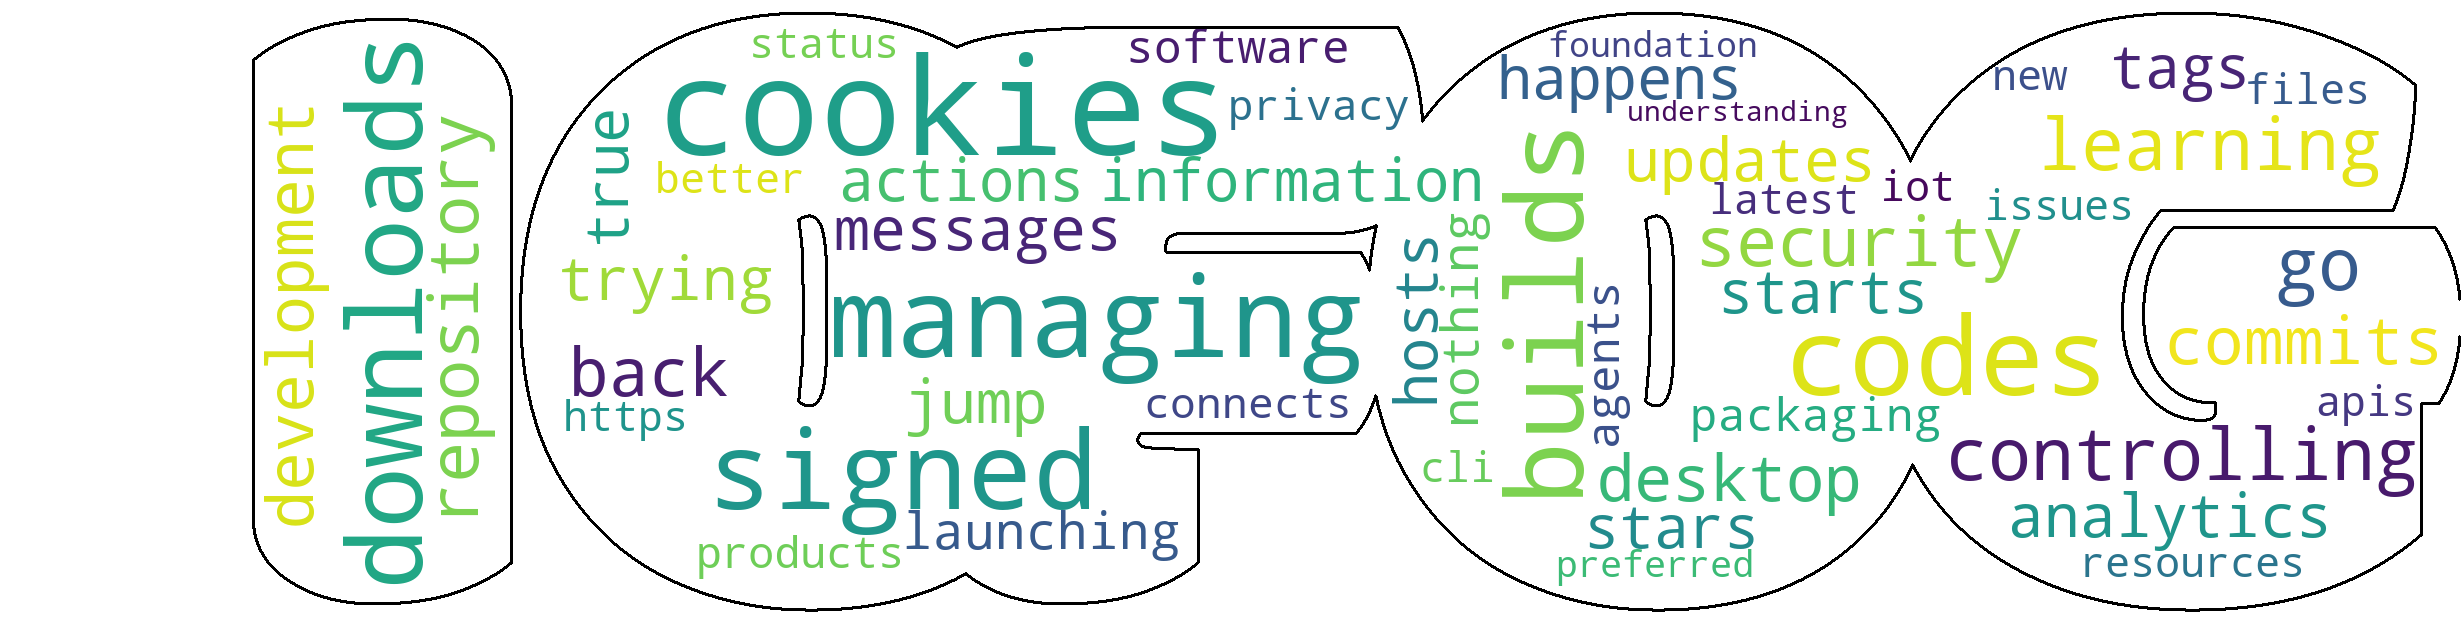 development
downloads
repository
status
cookies
software
privacy
true
better
actions
information
messages
trying
managing
back
https
jump
connects
signed
launching
products
foundation
happens
understanding
updates
latest
iot
builds
hosts
nothing
agents
cli
security
starts
codes
packaging
desktop
stars
preferred
new
tags
files
learning
issues
go
commits
apis
controlling
analytics
resources